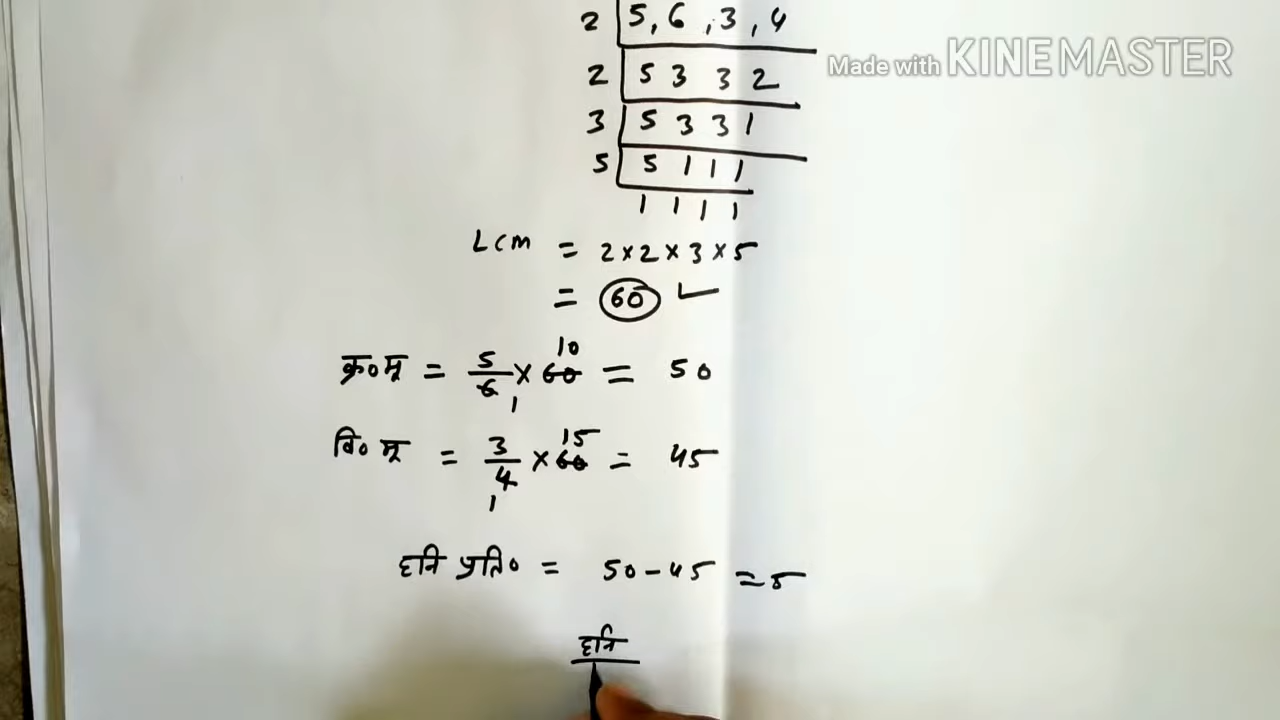 2 | 5, 6, 3, 4
Made with KINEMASTER
2 | 5 3 3 2
3 | 5 3 3 1
5 | 5 1 1 1
1 1 1 1
Lcm = 2×2×3×5
= 60 ✓
क्र०मू = 5/6 × 60 = 50
10
1
वि०मू = 3/4 × 60 = 45
15
1
हानि प्रति० = 50-45 = 5
हानि